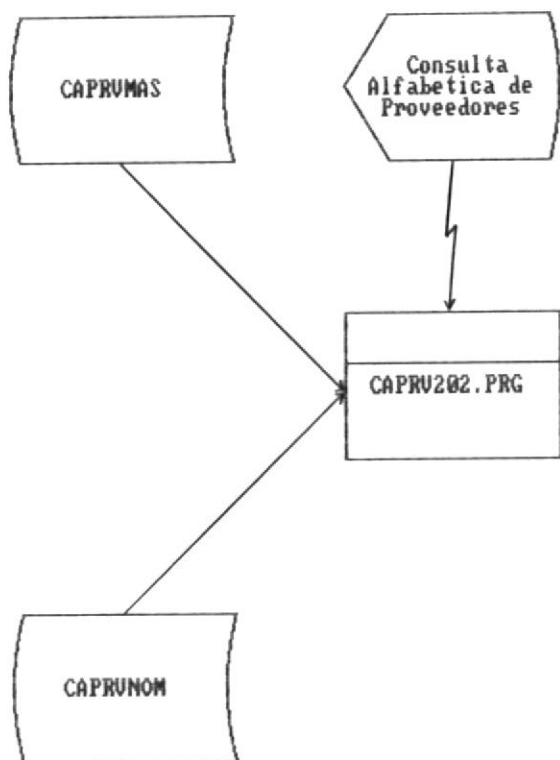 CAPRVMAS
Consulta
Alfabetica de
Proveedores
CAPRV202.PRG
CAPRVNOM